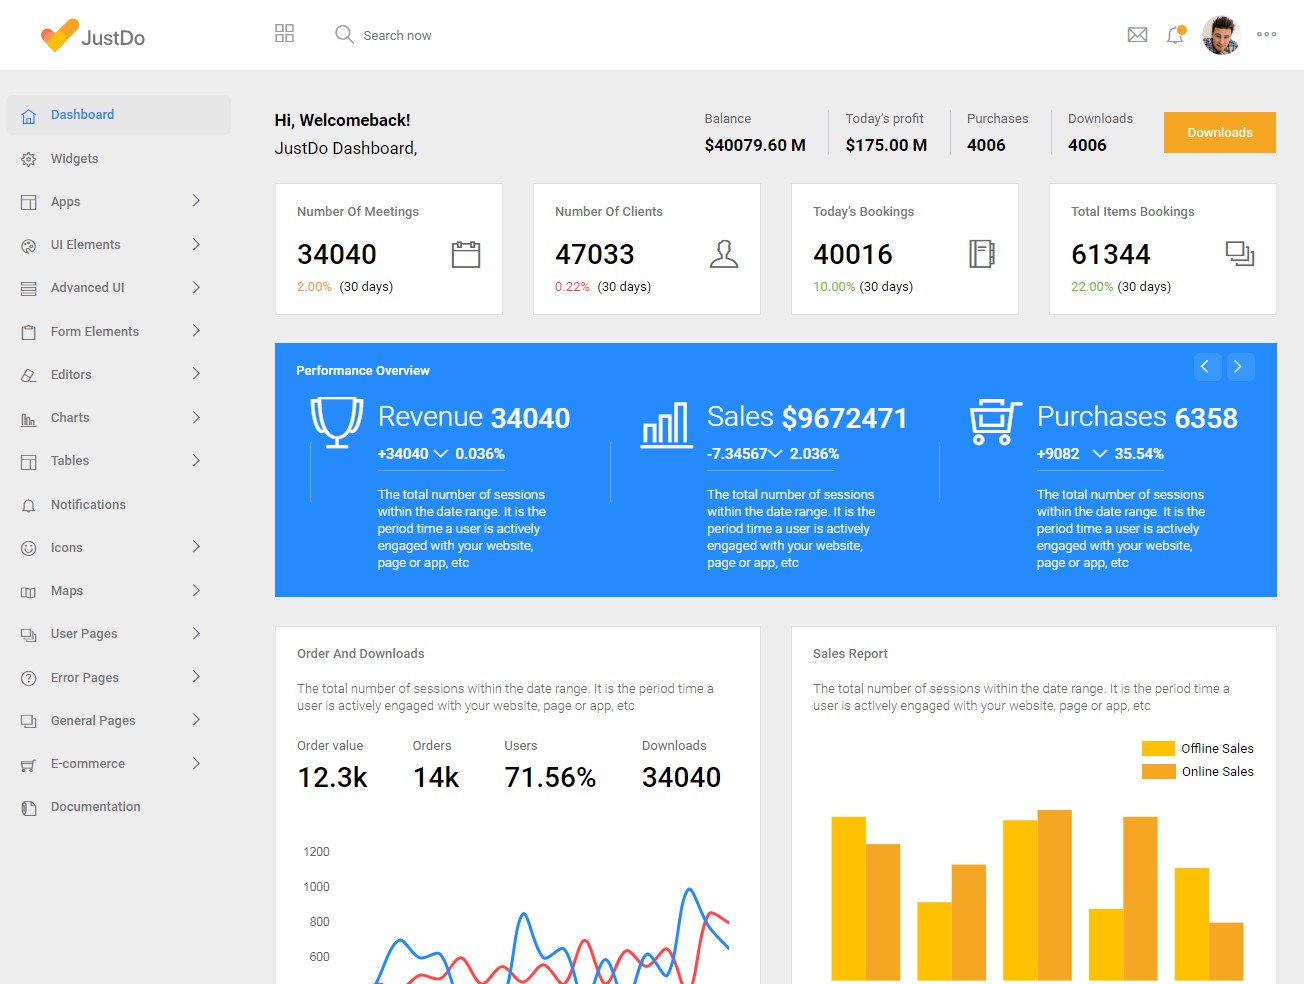 JustDo
Search now
Dashboard
Widgets
Apps
UI Elements
Advanced UI
Form Elements
Editors
Charts
Tables
Notifications
Icons
Maps
User Pages
Error Pages
General Pages
E-commerce
Documentation
Hi, Welcomeback!
JustDo Dashboard,
Balance
$40079.60 M
Today's profit
$175.00 M
Purchases
4006
Downloads
4006
Downloads
Number Of Meetings
34040
2.00% (30 days)
Number Of Clients
47033
0.22% (30 days)
Today's Bookings
40016
10.00% (30 days)
Total Items Bookings
61344
22.00% (30 days)
Performance Overview
Revenue 34040
+34040 0.036%
The total number of sessions
within the date range. It is the
period time a user is actively
engaged with your website,
page or app, etc
Sales $9672471
-7.34567 2.036%
The total number of sessions
within the date range. It is the
period time a user is actively
engaged with your website,
page or app, etc
Purchases 6358
+9082 35.54%
The total number of sessions
within the date range. It is the
period time a user is actively
engaged with your website,
page or app, etc
Order And Downloads
The total number of sessions within the date range. It is the period time a
user is actively engaged with your website, page or app, etc
Order value
12.3k
Orders
14k
Users
71.56%
Downloads
34040
1200
1000
800
600
Sales Report
The total number of sessions within the date range. It is the period time a
user is actively engaged with your website, page or app, etc
Offline Sales
Online Sales